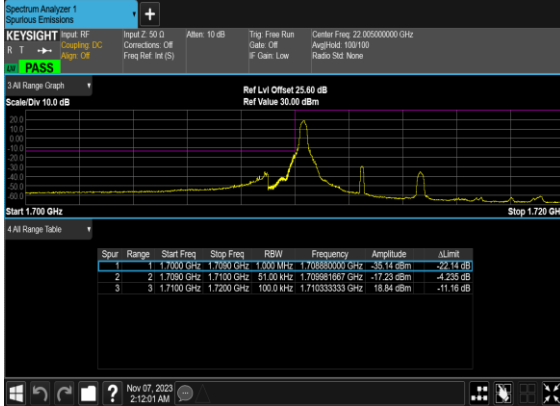 Spectrum Analyzer 1
Spurious Emissions
+
KEYSIGHT Input: RF Input Z: 50 Ω Atten: 10 dB Trig: Free Run Center Freq: 22.005000000 GHz
R T Coupling: DC Corrections: Off Gate: Off Avg|Hold: 100/100
Align: Off Freq Ref: Int (S) IF Gain: Low Radio Std: None
LW PASS
3 All Range Graph Ref Lvl Offset 25.60 dB
Scale/Div 10.0 dB Ref Value 30.00 dBm
20.0
10.0
0.00
-10.0
-20.0
-30.0
-40.0
-50.0
-60.0
Start 1.700 GHz Stop 1.720 GH
4 All Range Table
Spur Range Start Freq Stop Freq RBW Frequency Amplitude ΔLimit
1 1 1.7000 GHz 1.7090 GHz 1.000 MHz 1.708880000 GHz -35.14 dBm -22.14 dB
2 2 1.7090 GHz 1.7100 GHz 51.00 kHz 1.709981667 GHz -17.23 dBm -4.235 dB
3 3 1.7100 GHz 1.7200 GHz 100.0 kHz 1.710333333 GHz 18.84 dBm -11.16 dB
? Nov 07, 2023
2:12:01 AM